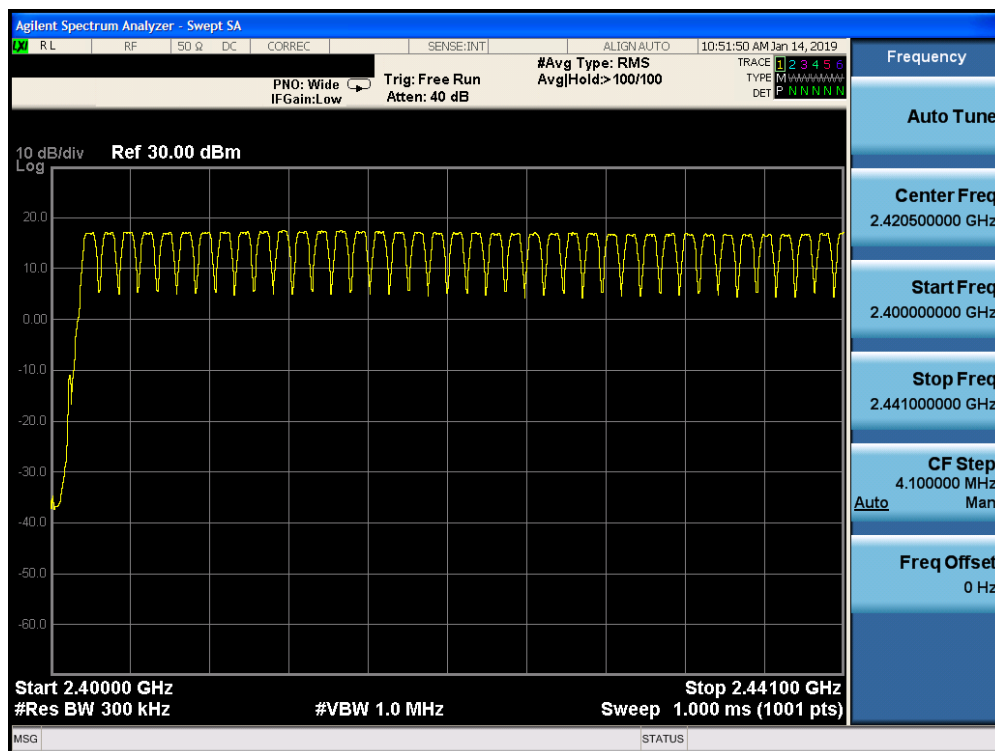 Agilent Spectrum Analyzer - Swept SA
LXI RL RF 50 Ω DC CORREC SENSE:INT ALIGN AUTO 10:51:50 AM Jan 14, 2019
Frequency
PNO: Wide
IFGain:Low
Trig: Free Run
Atten: 40 dB
#Avg Type: RMS
Avg|Hold:>100/100
TRACE 1 2 3 4 5 6
TYPE M
DET P N N N N N
Auto Tune
10 dB/div Ref 30.00 dBm
Log
20.0
10.0
0.00
-10.0
-20.0
-30.0
-40.0
-50.0
-60.0
Center Freq
2.420500000 GHz
Start Freq
2.400000000 GHz
Stop Freq
2.441000000 GHz
CF Step
4.100000 MHz
Auto Man
Freq Offset
0 Hz
Start 2.40000 GHz Stop 2.44100 GHz
#Res BW 300 kHz #VBW 1.0 MHz Sweep 1.000 ms (1001 pts)
MSG STATUS